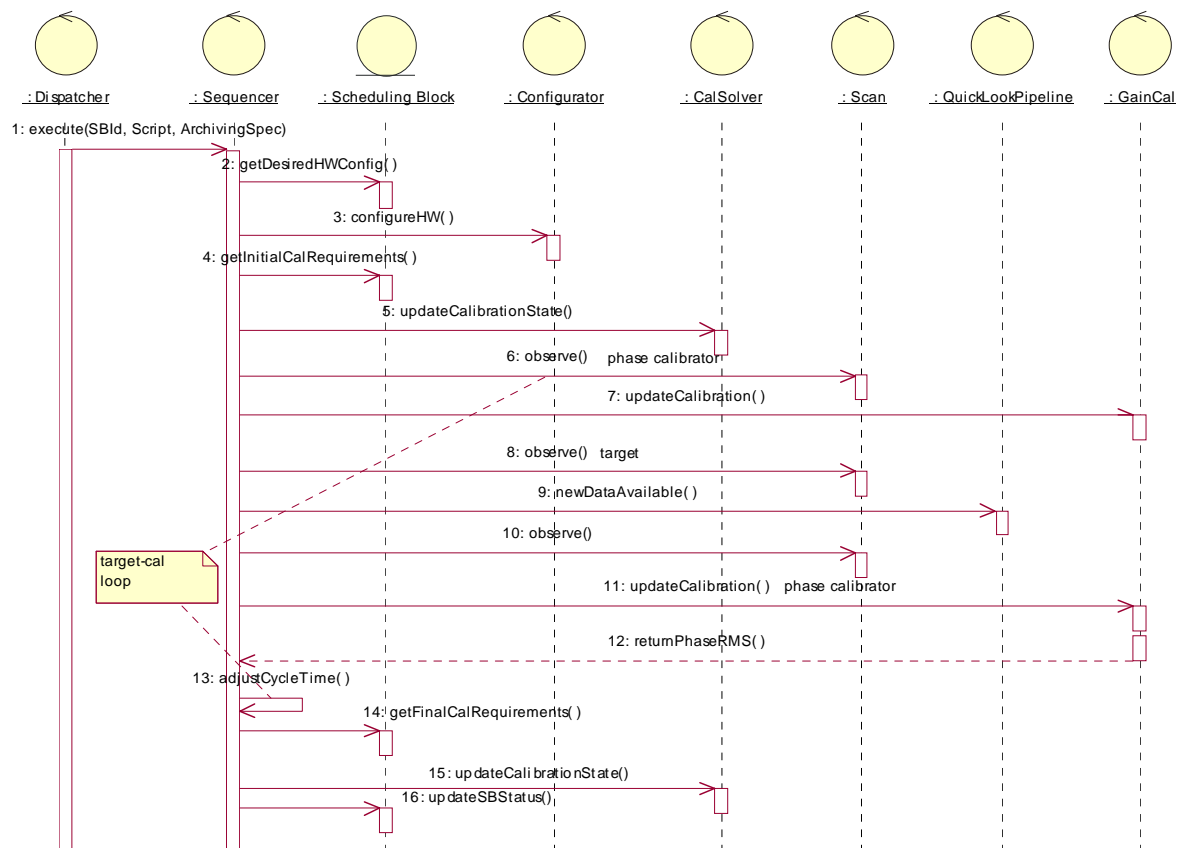 : Dispatcher : Sequencer : Scheduling Block : Configurator : CalSolver : Scan : QuickLookPipeline : GainCal
1: execute(SBId, Script, ArchivingSpec)
2: getDesiredHWConfig( )
3: configureHW( )
4: getInitialCalRequirements( )
5: updateCalibrationState()
6: observe() phase calibrator
7: updateCalibration( )
8: observe() target
9: newDataAvailable( )
10: observe()
target-cal
loop
11: updateCalibration( ) phase calibrator
12: returnPhaseRMS( )
13: adjustCycleTime( )
14: getFinalCalRequirements( )
15: updateCalibrationState()
16: updateSBStatus()